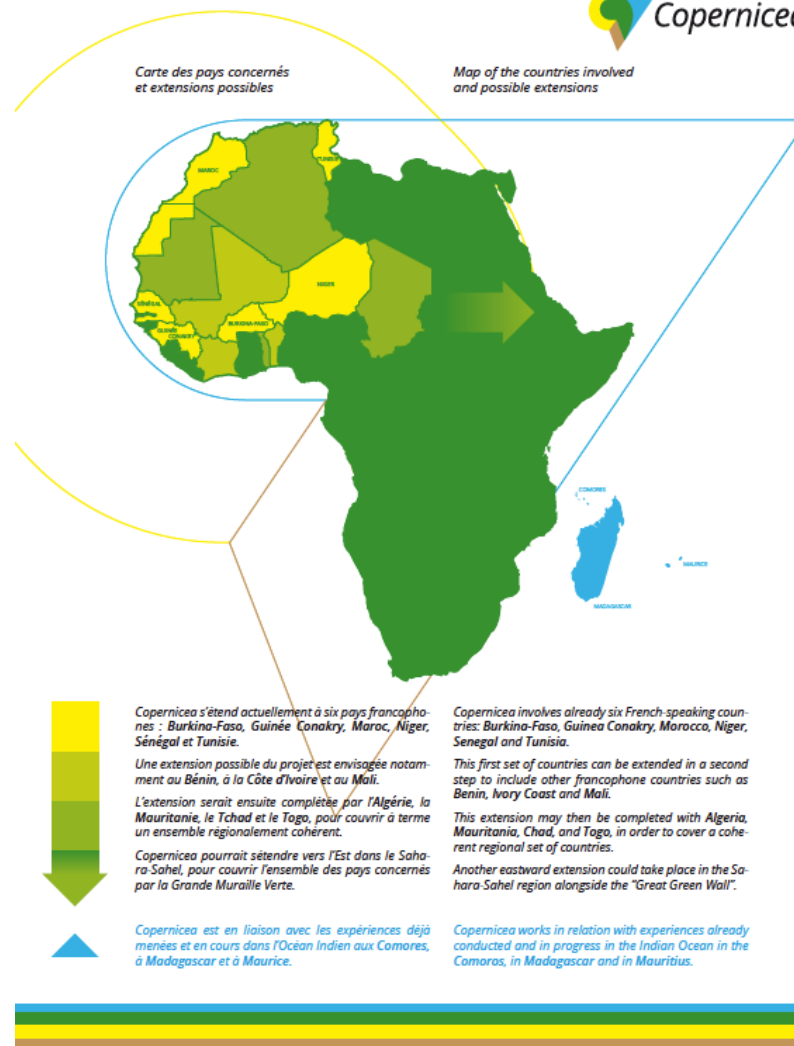 Copernicea
Carte des pays concernés
et extensions possibles
Map of the countries involved
and possible extensions
MAROC
TUNISIE
NIGER
SÉNÉGAL
GUINÉE
CONAKRY
BURKINA-FASO
COMORES
MAURICE
MADAGASCAR
Copernicea s'étend actuellement à six pays francopho-
nes : Burkina-Faso, Guinée Conakry, Maroc, Niger,
Sénégal et Tunisie.
Une extension possible du projet est envisagée notam-
ment au Bénin, à la Côte d'Ivoire et au Mali.
L'extension serait ensuite complétée par l'Algérie, la
Mauritanie, le Tchad et le Togo, pour couvrir à terme
un ensemble régionalement cohérent.
Copernicea pourrait sétendre vers l'Est dans le Saha-
ra-Sahel, pour couvrir l'ensemble des pays concernés
par la Grande Muraille Verte.
Copernicea est en liaison avec les expériences déjà
menées et en cours dans l'Océan Indien aux Comores,
à Madagascar et à Maurice.
Copernicea involves already six French-speaking coun-
tries: Burkina-Faso, Guinea Conakry, Morocco, Niger,
Senegal and Tunisia.
This first set of countries can be extended in a second
step to include other francophone countries such as
Benin, Ivory Coast and Mali.
This extension may then be completed with Algeria,
Mauritania, Chad, and Togo, in order to cover a cohe-
rent regional set of countries.
Another eastward extension could take place in the Sa-
hara-Sahel region alongside the “Great Green Wall”.
Copernicea works in relation with experiences already
conducted and in progress in the Indian Ocean in the
Comoros, in Madagascar and in Mauritius.